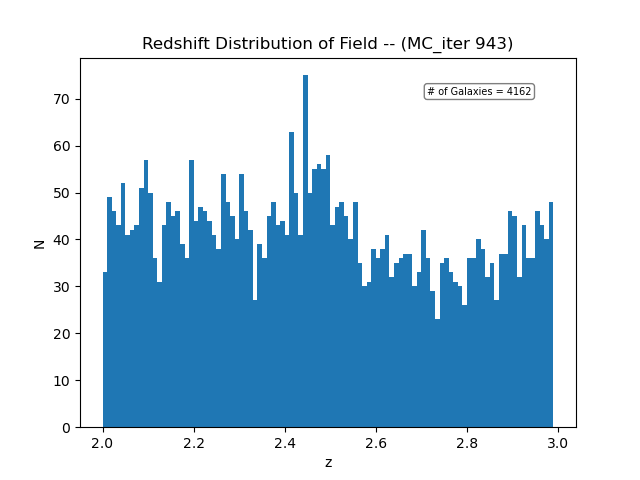 Redshift Distribution of Field -- (MC_iter 943)
# of Galaxies = 4162
70
60
50
40
30
20
10
0
N
2.0 2.2 2.4 2.6 2.8 3.0
z